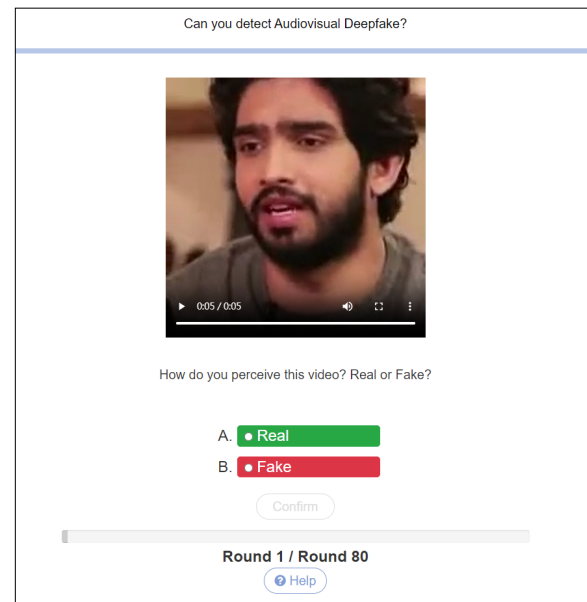 Can you detect Audiovisual Deepfake?
0:05 / 0:05
How do you perceive this video? Real or Fake?
A. Real
B. Fake
Confirm
Round 1 / Round 80
Help